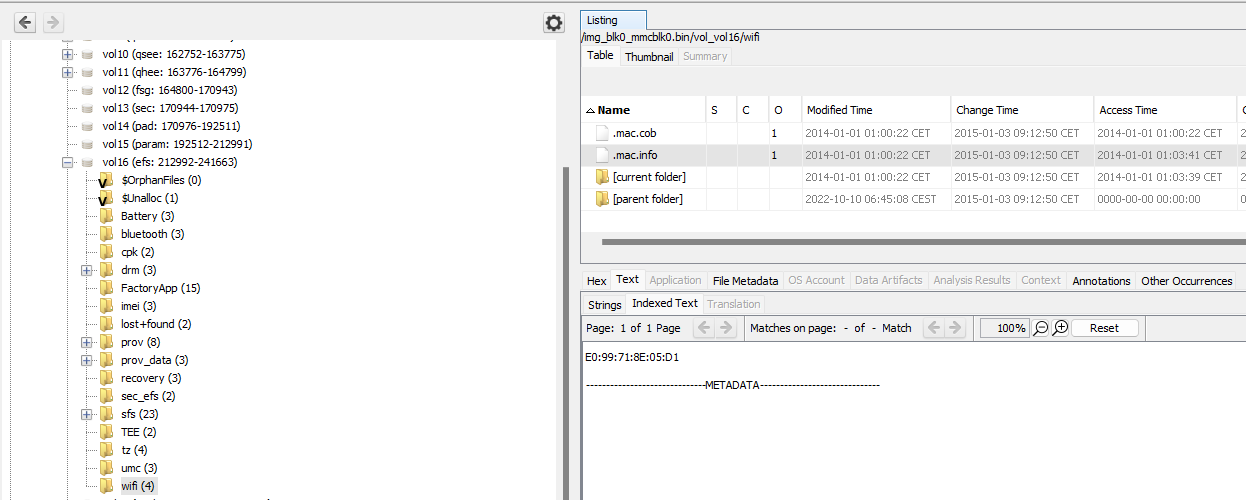 vol10 (qsee: 162752-163775)
vol11 (qhee: 163776-164799)
vol12 (fsg: 164800-170943)
vol13 (sec: 170944-170975)
vol14 (pad: 170976-192511)
vol15 (param: 192512-212991)
vol16 (efs: 212992-241663)
$OrphanFiles (0)
$Unalloc (1)
Battery (3)
bluetooth (3)
cpk (2)
drm (3)
FactoryApp (15)
imei (3)
lost+found (2)
prov (8)
prov_data (3)
recovery (3)
sec_efs (2)
sfs (23)
TEE (2)
tz (4)
umc (3)
wifi (4)
Listing
/img_blk0_mmcblk0.bin/vol_vol16/wifi
Table Thumbnail Summary
Name S C O Modified Time Change Time Access Time
.mac.cob 1 2014-01-01 01:00:22 CET 2015-01-03 09:12:50 CET 2014-01-01 01:00:22 CET 2
.mac.info 1 2014-01-01 01:00:22 CET 2015-01-03 09:12:50 CET 2014-01-01 01:03:41 CET 2
[current folder] 2014-01-01 01:00:22 CET 2015-01-03 09:12:50 CET 2014-01-01 01:03:39 CET 2
[parent folder] 2022-10-10 06:45:08 CEST 2015-01-03 09:12:50 CET 0000-00-00 00:00:00 0
Hex Text Application File Metadata OS Account Data Artifacts Analysis Results Context Annotations Other Occurrences
Strings Indexed Text Translation
Page: 1 of 1 Page Matches on page: - of - Match 100% Reset
E0:99:71:8E:05:D1
------------------------------METADATA------------------------------